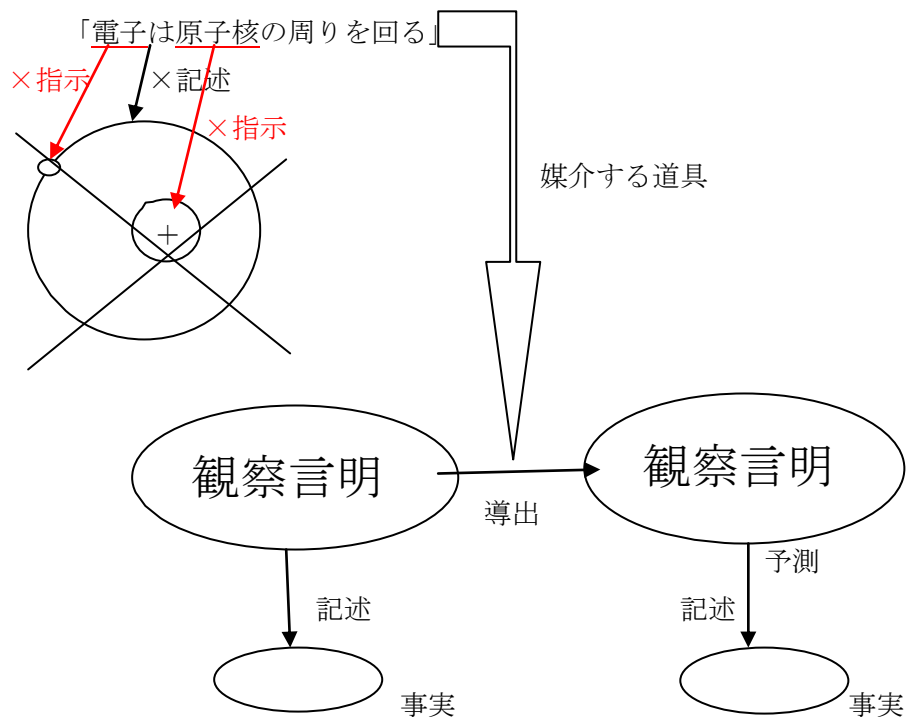 「電子は原子核の周りを回る」
×指示
×記述
×指示
＋
媒介する道具
観察言明
観察言明
導出
予測
記述
記述
事実
事実